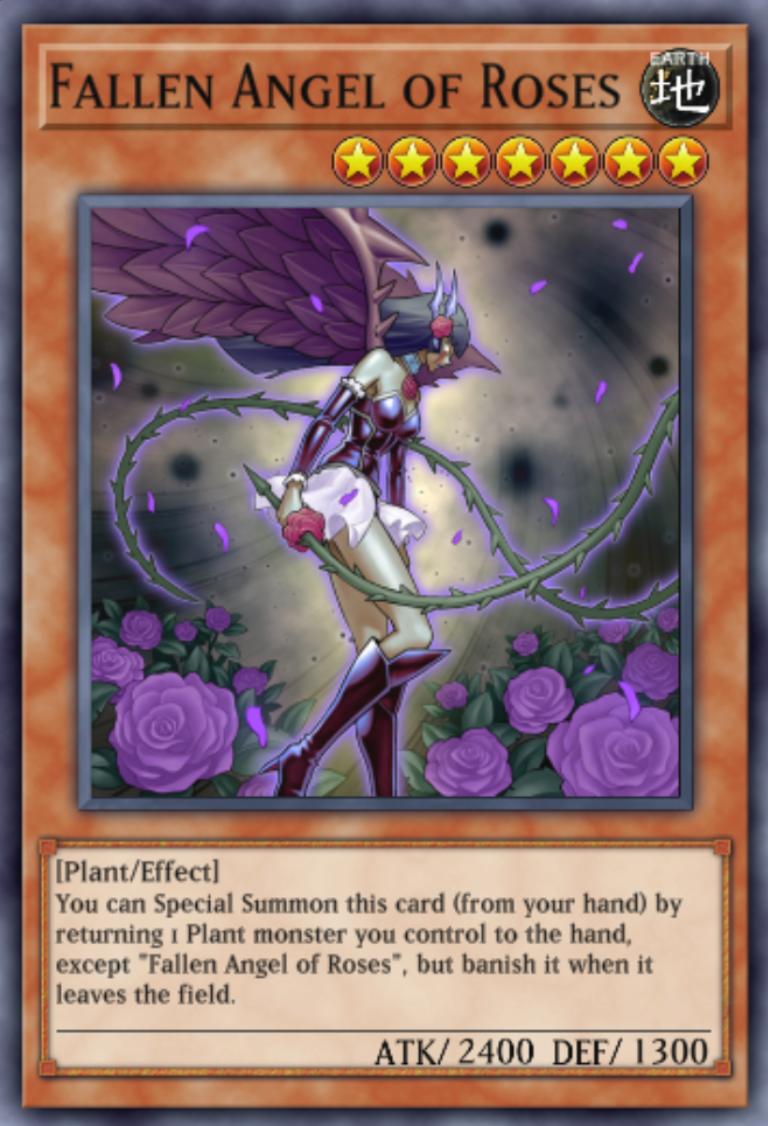 Fallen Angel of Roses
EARTH
地
[Plant/Effect]
You can Special Summon this card (from your hand) by
returning 1 Plant monster you control to the hand,
except "Fallen Angel of Roses", but banish it when it
leaves the field.
ATK/ 2400 DEF/ 1300